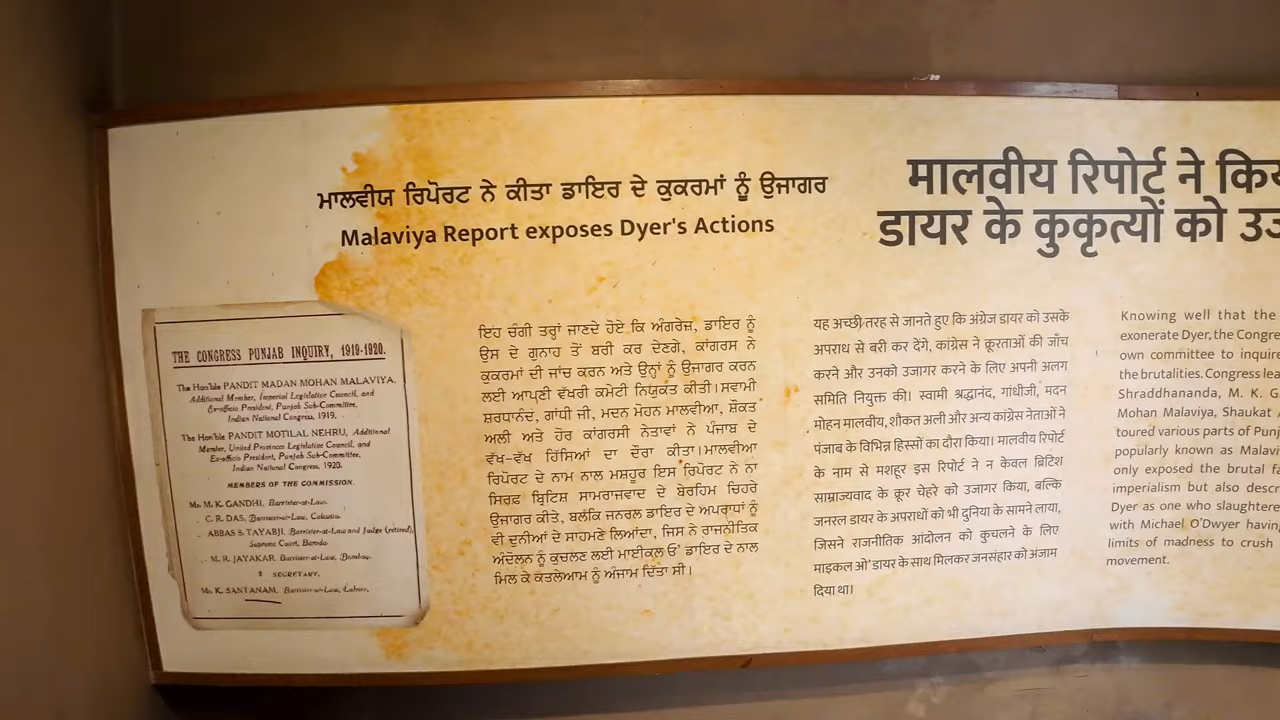 ਮਾਲਵੀਯ ਰਿਪੋਰਟ ਨੇ ਕੀਤਾ ਡਾਇਰ ਦੇ ਕੁਕਰਮਾਂ ਨੂੰ ਉਜਾਗਰ
Malaviya Report exposes Dyer's Actions
मालवीय रिपोर्ट ने
डायर के कुकृत्यों को
THE CONGRESS PUNJAB INQUIRY, 1919-1920.
The Hon'ble PANDIT MADAN MOHAN MALAVIYA,
Additional Member, Imperial Legislative Council, and
Ex-officio President, Punjab Sub-Committee,
Indian National Congress, 1919.
The Hon'ble PANDIT MOTILAL NEHRU, Additional
Member, United Provinces Legislative Council, and
Ex-officio President, Punjab Sub-Committee,
Indian National Congress, 1920.
MEMBERS OF THE COMMISSION.
Mr. M. K. GANDHI, Barrister-at-Law.
C. R. DAS, Barrister-at-Law, Calcutta.
ABBAS S. TAYABJI, Barrister-at-Law and Judge (retired),
Supreme Court, Baroda.
M. R. JAYAKAR, Barrister-at-Law, Bombay.
SECRETARY.
Mr. K. SANTANAM, Barrister-at-Law, Lahore.
ਇਹ ਚੰਗੀ ਤਰ੍ਹਾਂ ਜਾਣਦੇ ਹੋਏ ਕਿ ਅੰਗਰੇਜ਼, ਡਾਇਰ ਨੂੰ
ਉਸ ਦੇ ਗੁਨਾਹ ਤੋਂ ਬਰੀ ਕਰ ਦੇਣਗੇ, ਕਾਂਗਰਸ ਨੇ
ਕੁਕਰਮਾਂ ਦੀ ਜਾਂਚ ਕਰਨ ਅਤੇ ਉਨ੍ਹਾਂ ਨੂੰ ਉਜਾਗਰ ਕਰਨ
ਲਈ ਆਪਣੀ ਵੱਖਰੀ ਕਮੇਟੀ ਨਿਯੁਕਤ ਕੀਤੀ। ਸਵਾਮੀ
ਸ਼ਰਧਾਨੰਦ, ਗਾਂਧੀ ਜੀ, ਮਦਨ ਮੋਹਨ ਮਾਲਵੀਆ, ਸ਼ੌਕਤ
ਅਲੀ ਅਤੇ ਹੋਰ ਕਾਂਗਰਸੀ ਨੇਤਾਵਾਂ ਨੇ ਪੰਜਾਬ ਦੇ
ਵੱਖ-ਵੱਖ ਹਿੱਸਿਆਂ ਦਾ ਦੌਰਾ ਕੀਤਾ। ਮਾਲਵੀਆ
ਰਿਪੋਰਟ ਦੇ ਨਾਮ ਨਾਲ ਮਸ਼ਹੂਰ ਇਸ ਰਿਪੋਰਟ ਨੇ ਨਾ
ਸਿਰਫ਼ ਬ੍ਰਿਟਿਸ਼ ਸਾਮਰਾਜਵਾਦ ਦੇ ਬੇਰਹਿਮ ਚਿਹਰੇ
ਉਜਾਗਰ ਕੀਤੇ, ਬਲਕਿ ਜਨਰਲ ਡਾਇਰ ਦੇ ਅਪਰਾਧਾਂ ਨੂੰ
ਵੀ ਦੁਨੀਆਂ ਦੇ ਸਾਹਮਣੇ ਲਿਆਂਦਾ, ਜਿਸ ਨੇ ਰਾਜਨੀਤਿਕ
ਅੰਦੋਲਨ ਨੂੰ ਕੁਚਲਣ ਲਈ ਮਾਈਕਲ ਓ' ਡਾਇਰ ਦੇ ਨਾਲ
ਮਿਲ ਕੇ ਕਤਲੇਆਮ ਨੂੰ ਅੰਜਾਮ ਦਿੱਤਾ ਸੀ।
यह अच्छी तरह से जानते हुए कि अंग्रेज डायर को उसके
अपराध से बरी कर देंगे, कांग्रेस ने क्रूरताओं की जाँच
करने और उनको उजागर करने के लिए अपनी अलग
समिति नियुक्त की। स्वामी श्रद्धानंद, गांधीजी, मदन
मोहन मालवीय, शौकत अली और अन्य कांग्रेस नेताओं ने
पंजाब के विभिन्न हिस्सों का दौरा किया। मालवीय रिपोर्ट
के नाम से मशहूर इस रिपोर्ट ने न केवल ब्रिटिश
साम्राज्यवाद के क्रूर चेहरे को उजागर किया, बल्कि
जनरल डायर के अपराधों को भी दुनिया के सामने लाया,
जिसने राजनीतिक आंदोलन को कुचलने के लिए
माइकल ओ' डायर के साथ मिलकर जनसंहार को अंजाम
दिया था।
Knowing well that the
exonerate Dyer, the Congre
own committee to inquire
the brutalities. Congress lea
Shraddhananda, M. K. G
Mohan Malaviya, Shaukat
toured various parts of Punj
popularly known as Malavi
only exposed the brutal fa
imperialism but also descr
Dyer as one who slaughtere
with Michael O'Dwyer havin
limits of madness to crush
movement.